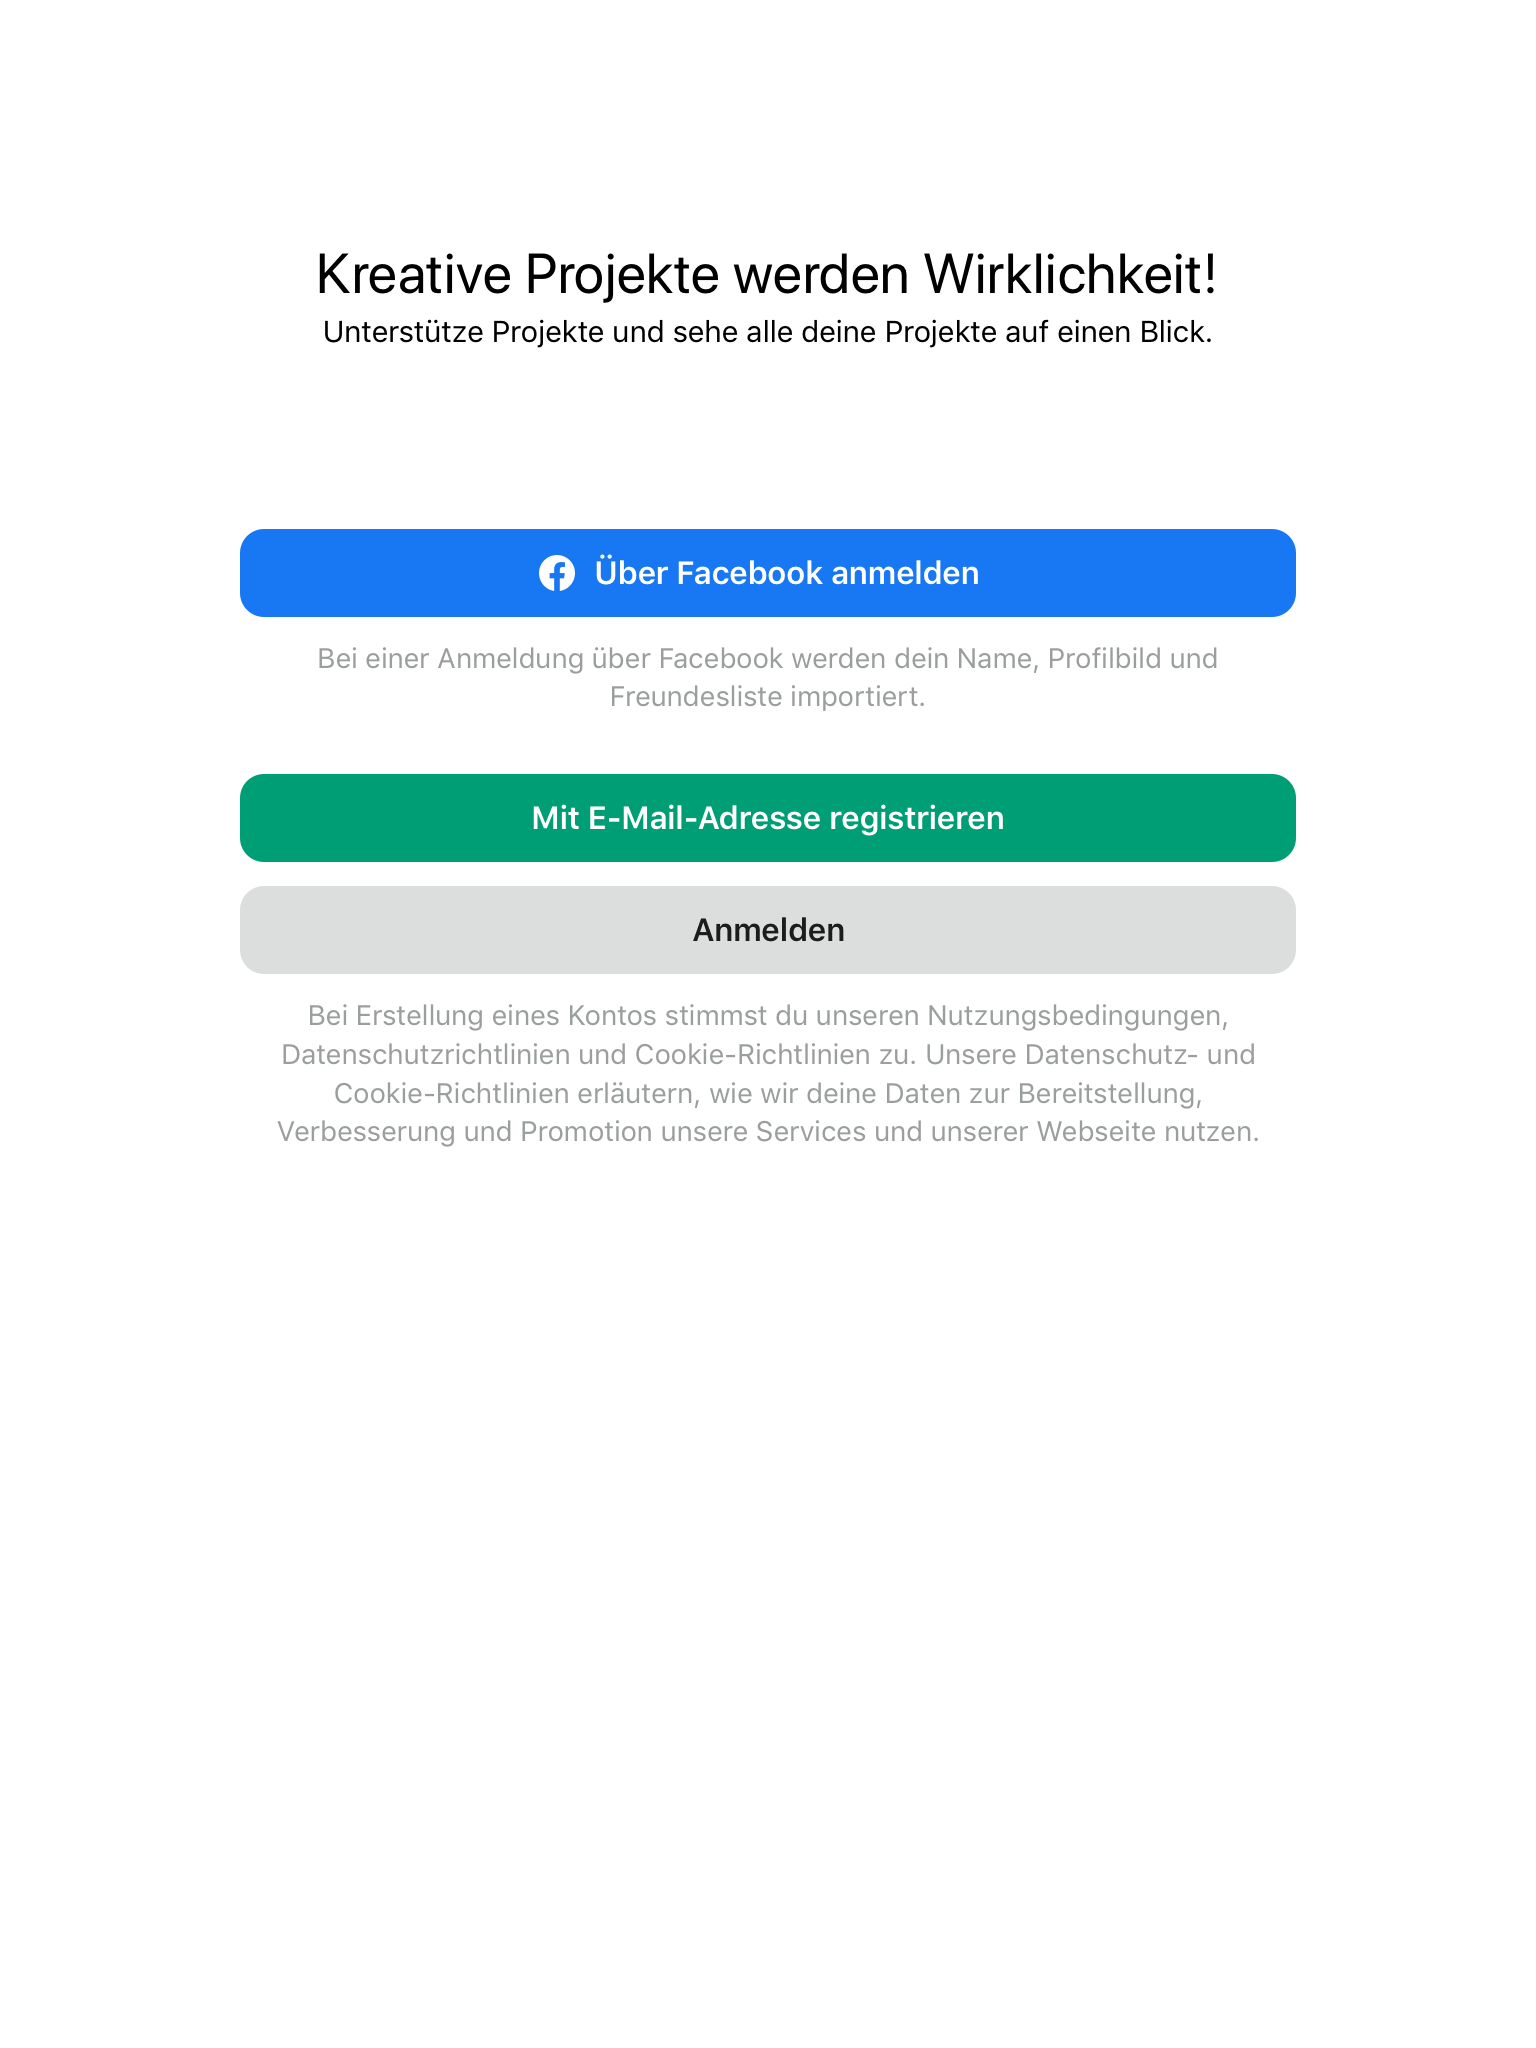 Kreative Projekte werden Wirklichkeit!
Unterstütze Projekte und sehe alle deine Projekte auf einen Blick.
Über Facebook anmelden
Bei einer Anmeldung über Facebook werden dein Name, Profilbild und
Freundesliste importiert.
Mit E-Mail-Adresse registrieren
Anmelden
Bei Erstellung eines Kontos stimmst du unseren Nutzungsbedingungen,
Datenschutzrichtlinien und Cookie-Richtlinien zu. Unsere Datenschutz- und
Cookie-Richtlinien erläutern, wie wir deine Daten zur Bereitstellung,
Verbesserung und Promotion unsere Services und unserer Webseite nutzen.